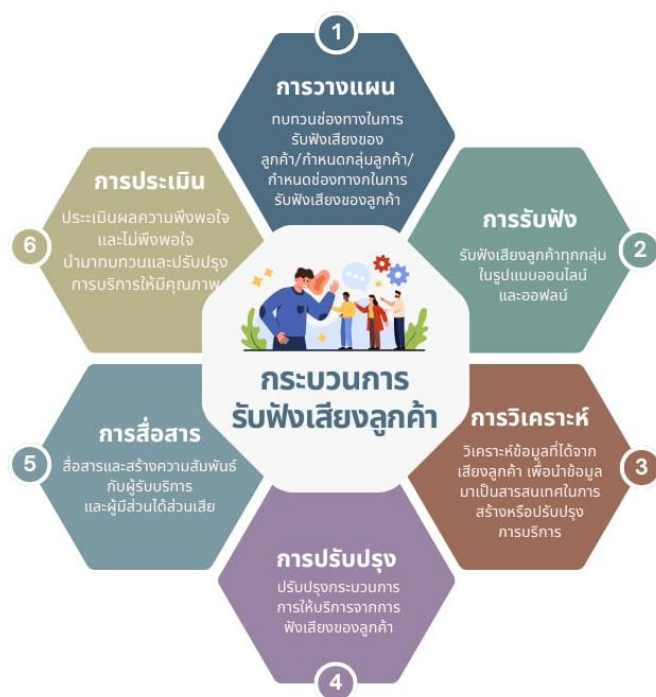 1
การวางแผน
ทบทวนช่องทางในการ
รับฟังเสียงของ
ลูกค้า/กำหนดกลุ่มลูกค้า/
กำหนดช่องทางกในการ
รับฟังเสียงของลูกค้า
การรับฟัง
2
รับฟังเสียงลูกค้าทุกกลุ่ม
ในรูปแบบออนไลน์
และออฟลน์
การวิเคราะห์
3
วิเคราะห์ข้อมูลที่ได้จาก
เสียงลูกค้า เพื่อนำข้อมูล
มาเป็นสารสนเทศในการ
สร้างหรือปรับปรุง
การบริการ
การปรับปรุง
ปรับปรุงกระบวนการ
การให้บริการจากการ
ฟังเสียงของลูกค้า
4
การสื่อสาร
5
สื่อสารและสร้างความสัมพันธ์
กับผู้รับบริการ
และผู้มีส่วนได้ส่วนเสีย
การประเมิน
6
ประเเมินผลความพึงพอใจ
และไม่พึงพอใจ
นำมาทบทวนและปรับปรุง
การบริการให้มีคุณภาพ
กระบวนการ
รับฟังเสียงลูกค้า